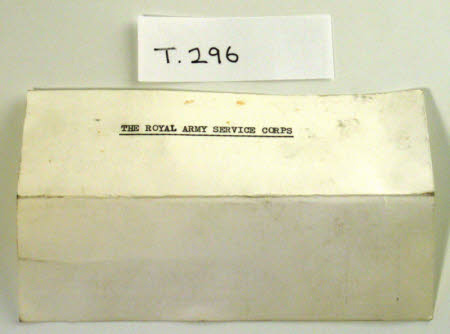 T.296
THE ROYAL ARMY SERVICE CORPS